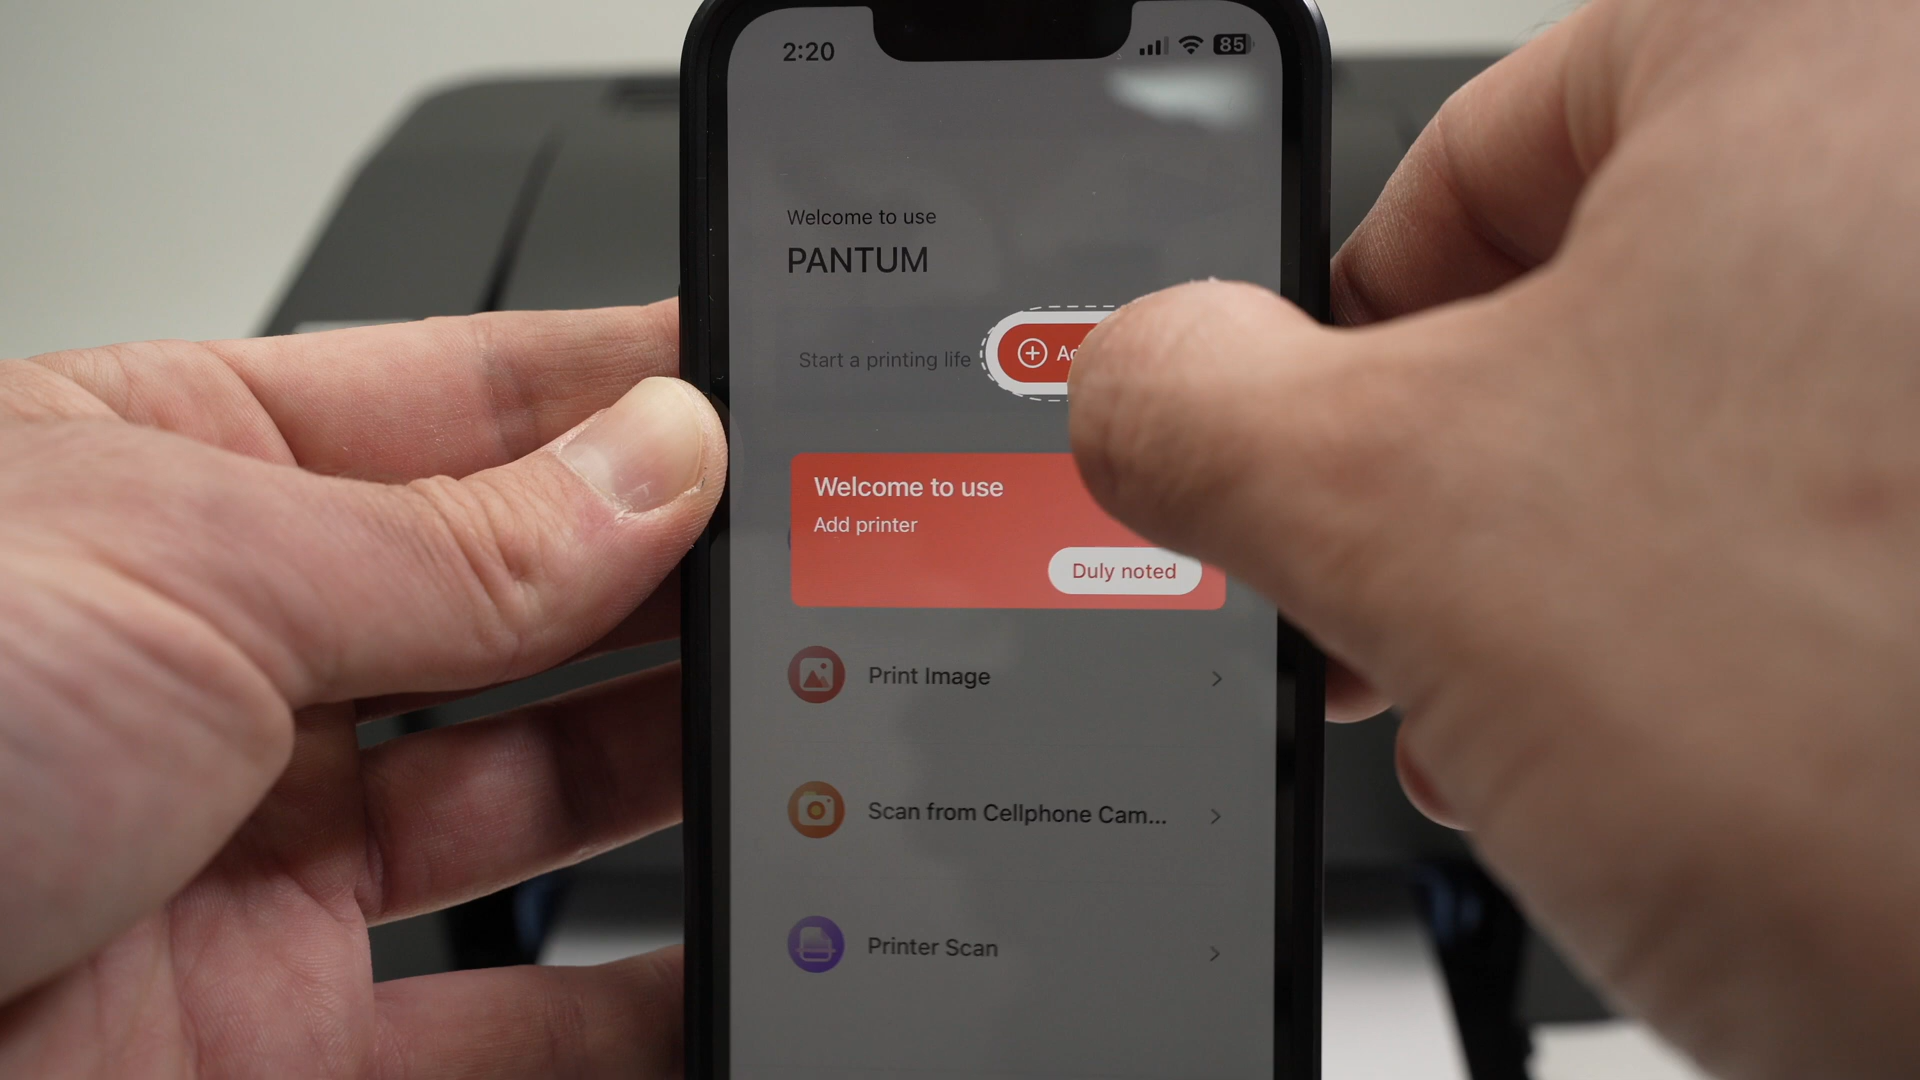 2:20
85
Welcome to use
PANTUM
Start a printing life
Welcome to use
Add printer
Duly noted
Print Image
Scan from Cellphone Cam...
Printer Scan